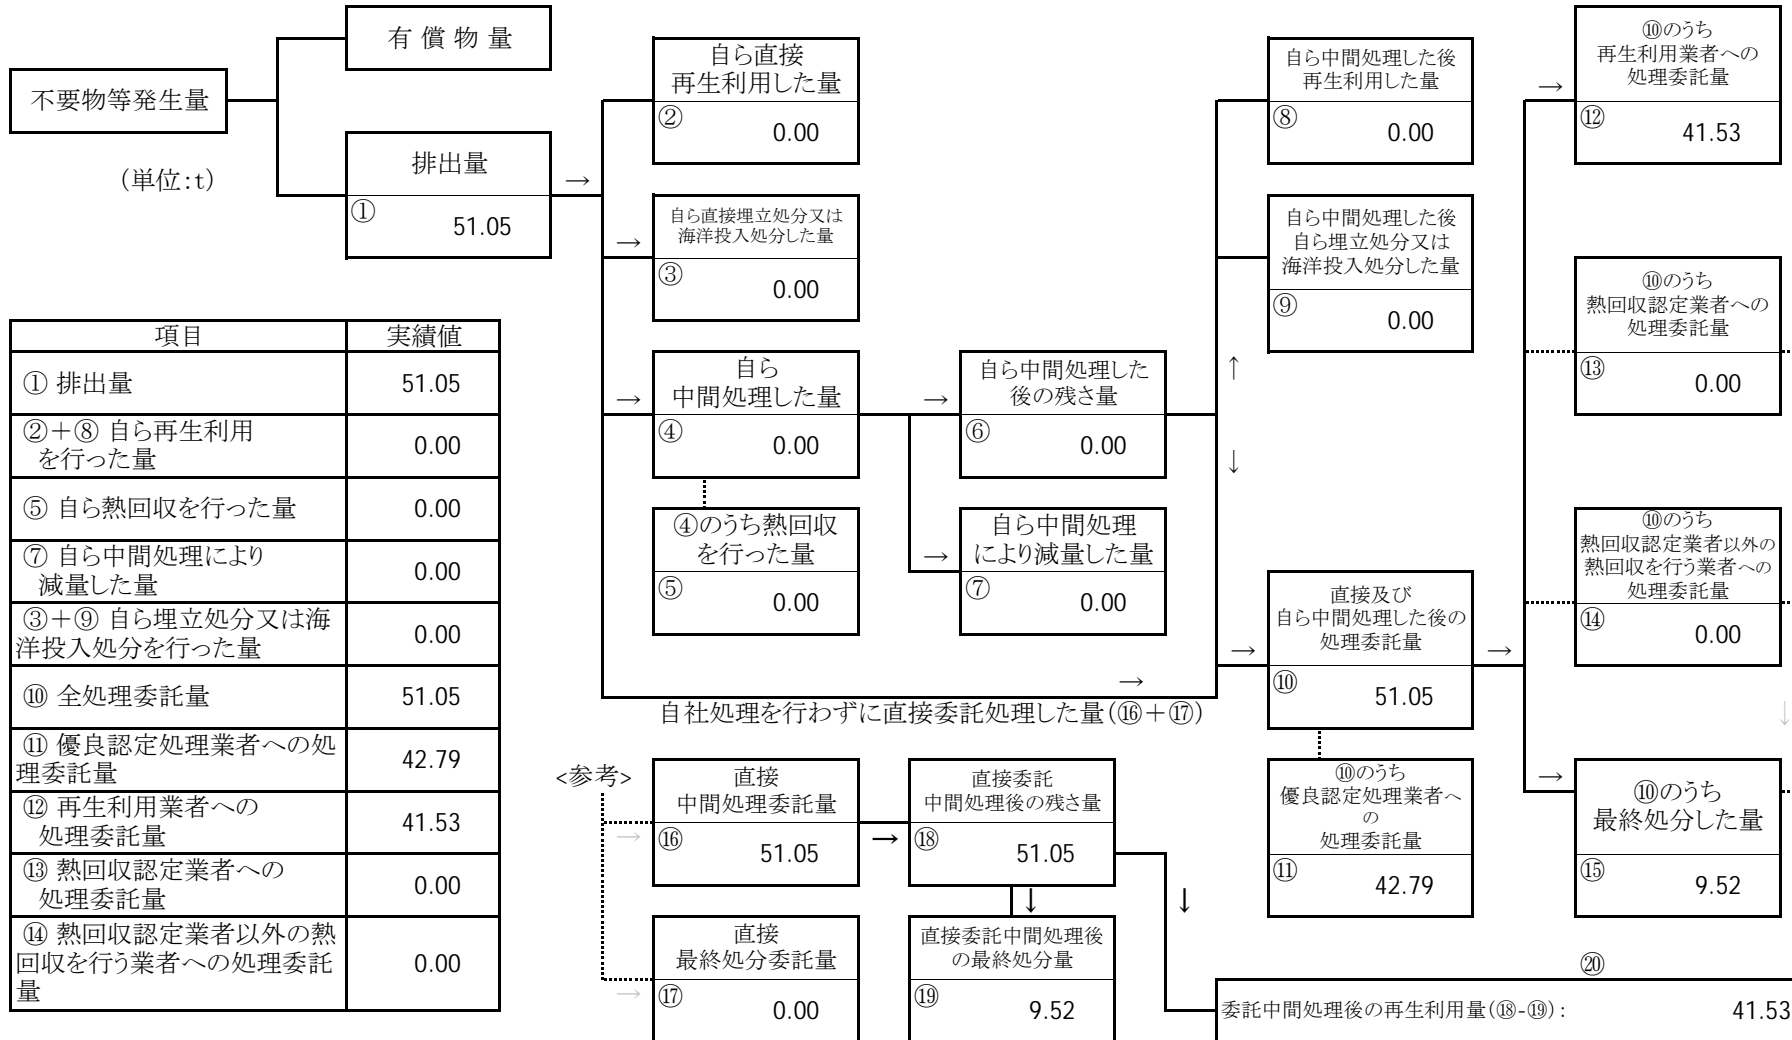 有 償 物 量
不要物等発生量
（単位:t）
排出量
→
①
51.05
自ら直接
再生利用した量
②
0.00
→
自ら直接埋立処分又は
海洋投入処分した量
③
0.00
→
自ら
中間処理した量
④
0.00
④のうち熱回収
を行った量
⑤
0.00
→
自ら中間処理した
後の残さ量
⑥
0.00
→
自ら中間処理
により減量した量
⑦
0.00
自ら中間処理した後
再生利用した量
⑧
0.00
自ら中間処理した後
自ら埋立処分又は
海洋投入処分した量
⑨
0.00
↑
↓
→
自社処理を行わずに直接委託処理した量(⑯＋⑰)
→
直接及び
自ら中間処理した後の
処理委託量
⑩
51.05
⑩のうち
優良認定処理業者へ
の
処理委託量
⑪
42.79
→
→
⑩のうち
再生利用業者への
処理委託量
⑫
41.53
⑩のうち
熱回収認定業者への
処理委託量
⑬
0.00
⑩のうち
熱回収認定業者以外の
熱回収を行う業者への
処理委託量
⑭
0.00
↓
→
⑩のうち
最終処分した量
⑮
9.52
項目 実績値
① 排出量 51.05
②＋⑧ 自ら再生利用
を行った量 0.00
⑤ 自ら熱回収を行った量 0.00
⑦ 自ら中間処理により
減量した量 0.00
③＋⑨ 自ら埋立処分又は海
洋投入処分を行った量 0.00
⑩ 全処理委託量 51.05
⑪ 優良認定処理業者への処
理委託量 42.79
⑫ 再生利用業者への
処理委託量 41.53
⑬ 熱回収認定業者への
処理委託量 0.00
⑭ 熱回収認定業者以外の熱
回収を行う業者への処理委託
量 0.00
<参考>
→
直接
中間処理委託量
⑯
51.05
→
直接委託
中間処理後の残さ量
⑱
51.05
↓
↓
→
直接
最終処分委託量
⑰
0.00
直接委託中間処理後
の最終処分量
⑲
9.52
⑳
委託中間処理後の再生利用量(⑱-⑲)： 41.53